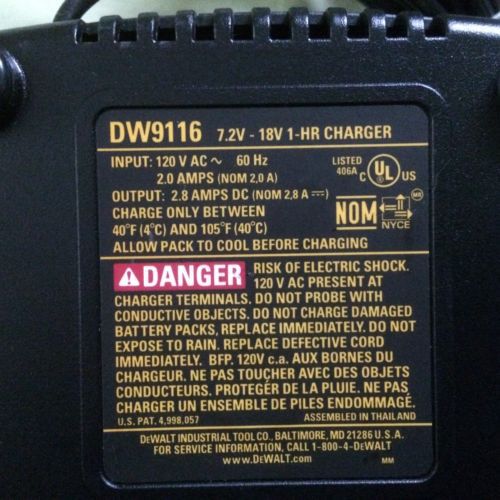 DW9116 7.2V - 18V 1-HR CHARGER
INPUT: 120 V AC ~ 60 Hz
2.0 AMPS (NOM 2,0 A)
LISTED
406A
C UL US
OUTPUT: 2.8 AMPS DC (NOM 2,8 A ⎓)
CHARGE ONLY BETWEEN
40°F (4°C) AND 105°F (40°C)
NOM
NYCE
MR
ALLOW PACK TO COOL BEFORE CHARGING
DANGER RISK OF ELECTRIC SHOCK.
120 V AC PRESENT AT
CHARGER TERMINALS. DO NOT PROBE WITH
CONDUCTIVE OBJECTS. DO NOT CHARGE DAMAGED
BATTERY PACKS, REPLACE IMMEDIATELY. DO NOT
EXPOSE TO RAIN. REPLACE DEFECTIVE CORD
IMMEDIATELY. BFP. 120V c.a. AUX BORNES DU
CHARGEUR. NE PAS TOUCHER AVEC DES OBJETS
CONDUCTEURS. PROTEGÉR DE LA PLUIE. NE PAS
CHARGER UN ENSEMBLE DE PILES ENDOMMAGÉ.
U.S. PAT. 4,998,057 ASSEMBLED IN THAILAND
DEWALT INDUSTRIAL TOOL CO., BALTIMORE, MD 21286 U.S.A.
FOR SERVICE INFORMATION, CALL 1-800-4-DEWALT
www.DEWALT.com MM